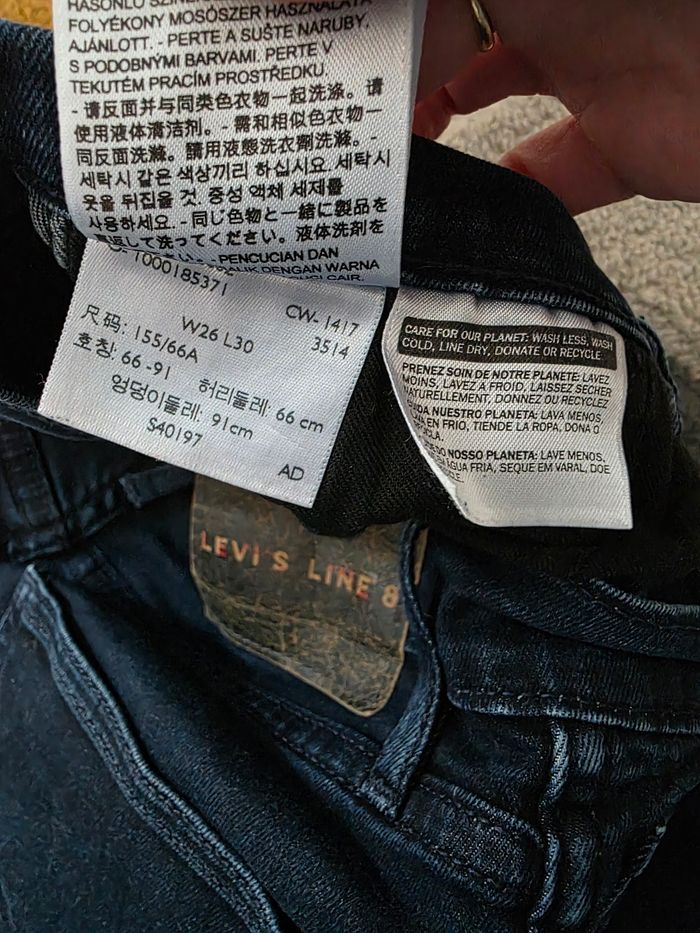 FOLYÉKONY MOSÓSZER HASZNÁLATA
AJÁNLOTT. - PERTE A SUŠTE NARUBY,
S PODOBNÝMI BARVAMI. PERTE V
TEKUTÉM PRACÍM PROSTŘEDKU.
- 请反面并与同类色衣物一起洗涤。请
使用液体清洁剂。- 需和相似色衣物一
同反面洗滌。請用液態洗衣劑。-
세탁시 같은 색상끼리 하십시요. 세탁시
옷을 뒤집을 것. 중성 액체 세제를
사용하세요. - 同じ色物と一緒に製品を
返して洗ってください。液体洗剤を
- PENCUCIAN DAN
DENGAN WARNA
1000185371
CW- 1417
W26 L30
3514
尺码: 155/66A
호칭: 66 -91
허리둘레: 66 cm
엉덩이둘레: 91cm
S40197
AD
CARE FOR OUR PLANET: WASH LESS, WASH
COLD, LINE DRY, DONATE OR RECYCLE.
PRENEZ SOIN DE NOTRE PLANETE: LAVEZ
MOINS, LAVEZ A FROID, LAISSEZ SECHER
NATURELLEMENT, DONNEZ OU RECYCLEZ
NUESTRO PLANETA: LAVA MENOS,
EN FRIO, TIENDE LA ROPA, DONA O
NOSSO PLANETA: LAVE MENOS,
AGUA FRIA, SEQUE EM VARAL, DOE
LEVI'S LINE 8